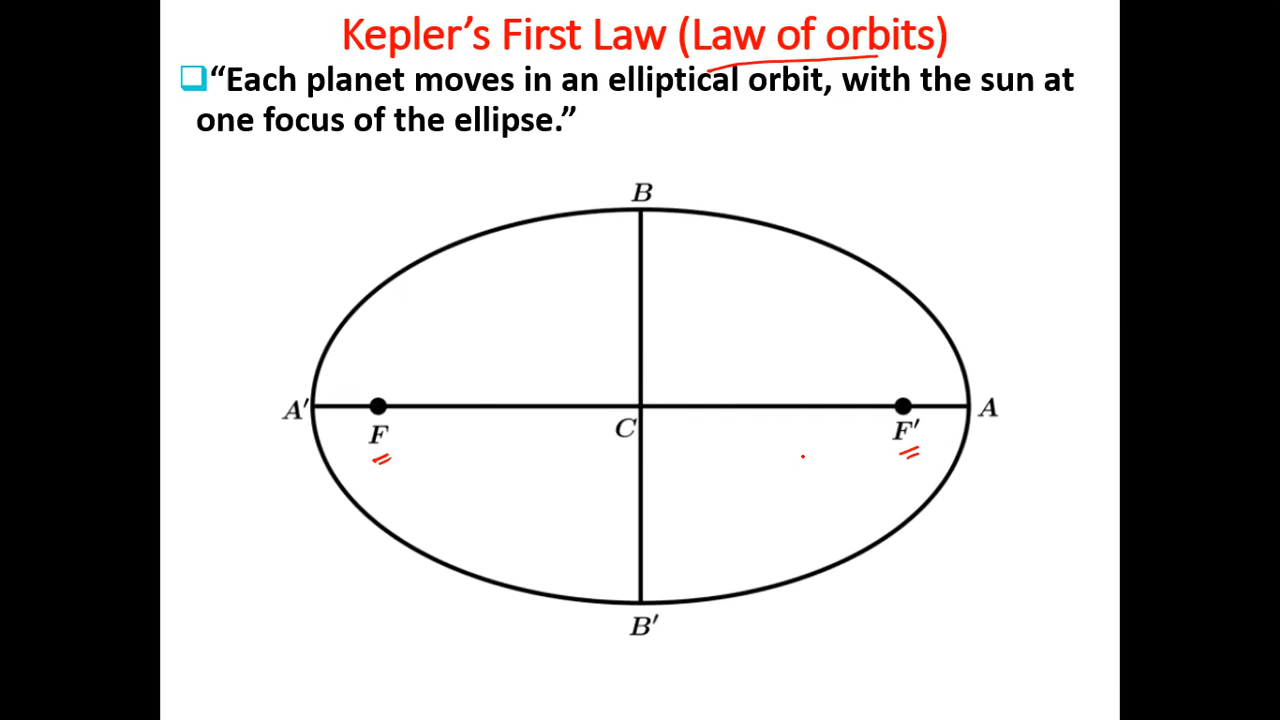 Kepler’s First Law (Law of orbits)
“Each planet moves in an elliptical orbit, with the sun at
one focus of the ellipse.”
B
A′
F
C
F′
A
B′